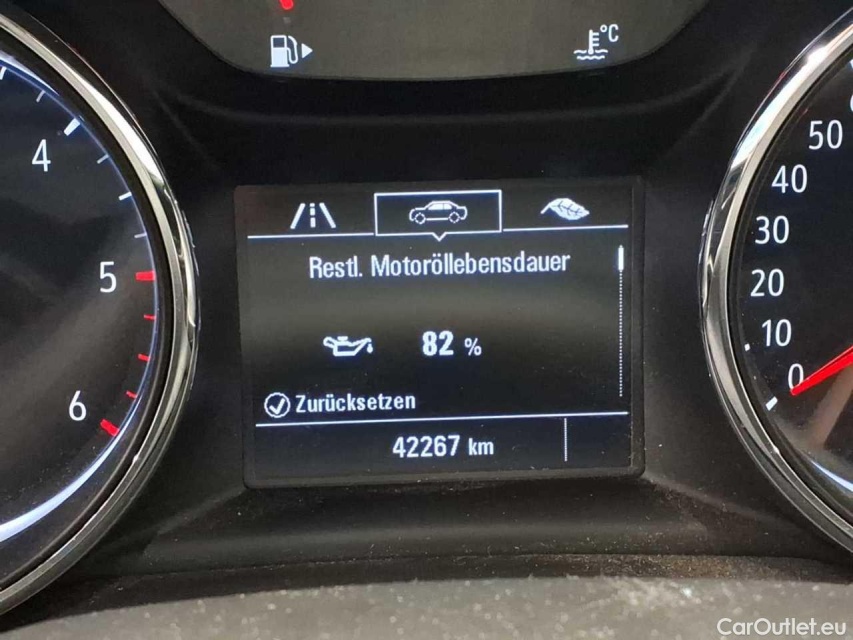 °C
4
5
6
Restl. Motoröllebensdauer
82 %
Zurücksetzen
42267 km
50
40
30
20
10
0
CarOutlet.eu